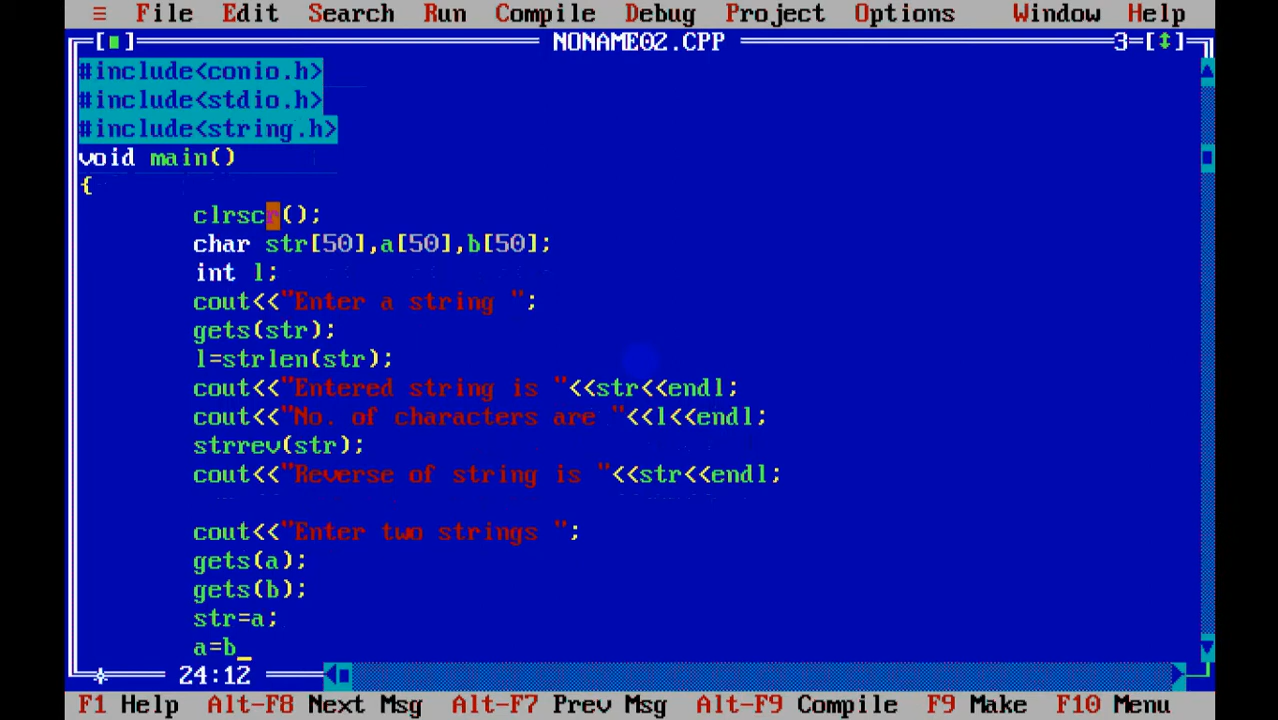 ≡ File Edit Search Run Compile Debug Project Options Window Help
[■] NONAME02.CPP 3=[↕]
#include<conio.h>
#include<stdio.h>
#include<string.h>
void main()
{
clrscr();
char str[50],a[50],b[50];
int l;
cout<<"Enter a string ";
gets(str);
l=strlen(str);
cout<<"Entered string is "<<str<<endl;
cout<<"No. of characters are "<<l<<endl;
strrev(str);
cout<<"Reverse of string is "<<str<<endl;
cout<<"Enter two strings ";
gets(a);
gets(b);
str=a;
a=b_
24:12
F1 Help Alt-F8 Next Msg Alt-F7 Prev Msg Alt-F9 Compile F9 Make F10 Menu